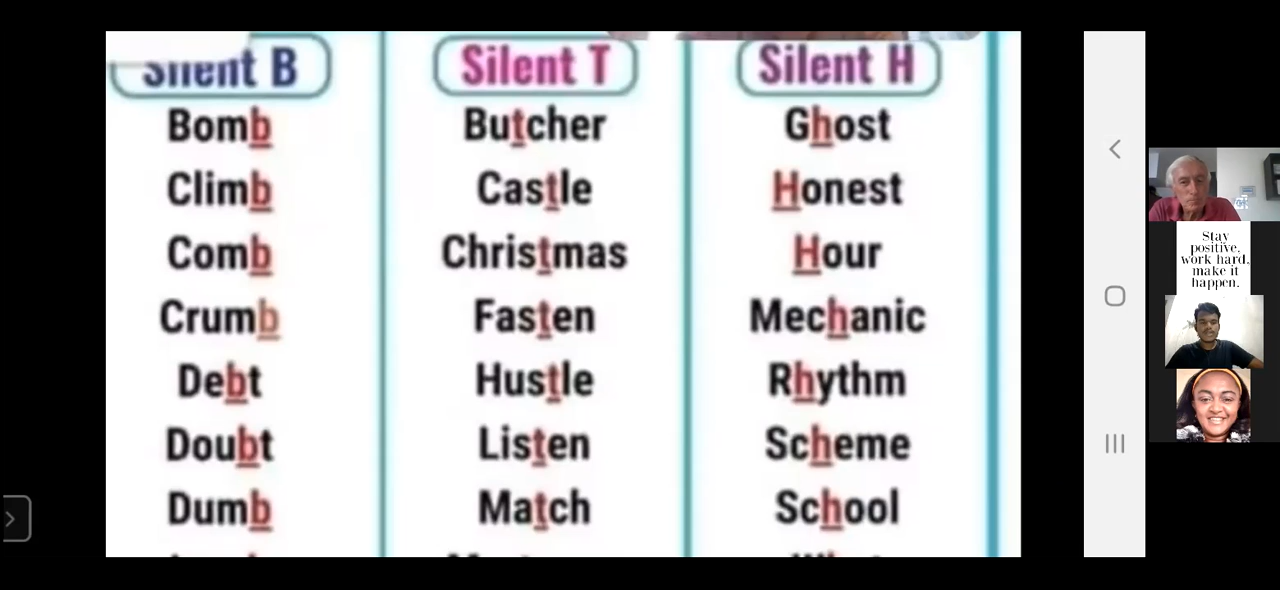 Silent B
Bomb
Climb
Comb
Crumb
Debt
Doubt
Dumb
Silent T
Butcher
Castle
Christmas
Fasten
Hustle
Listen
Match
Silent H
Ghost
Honest
Hour
Mechanic
Rhythm
Scheme
School
Stay
positive,
work hard,
make it
happen.